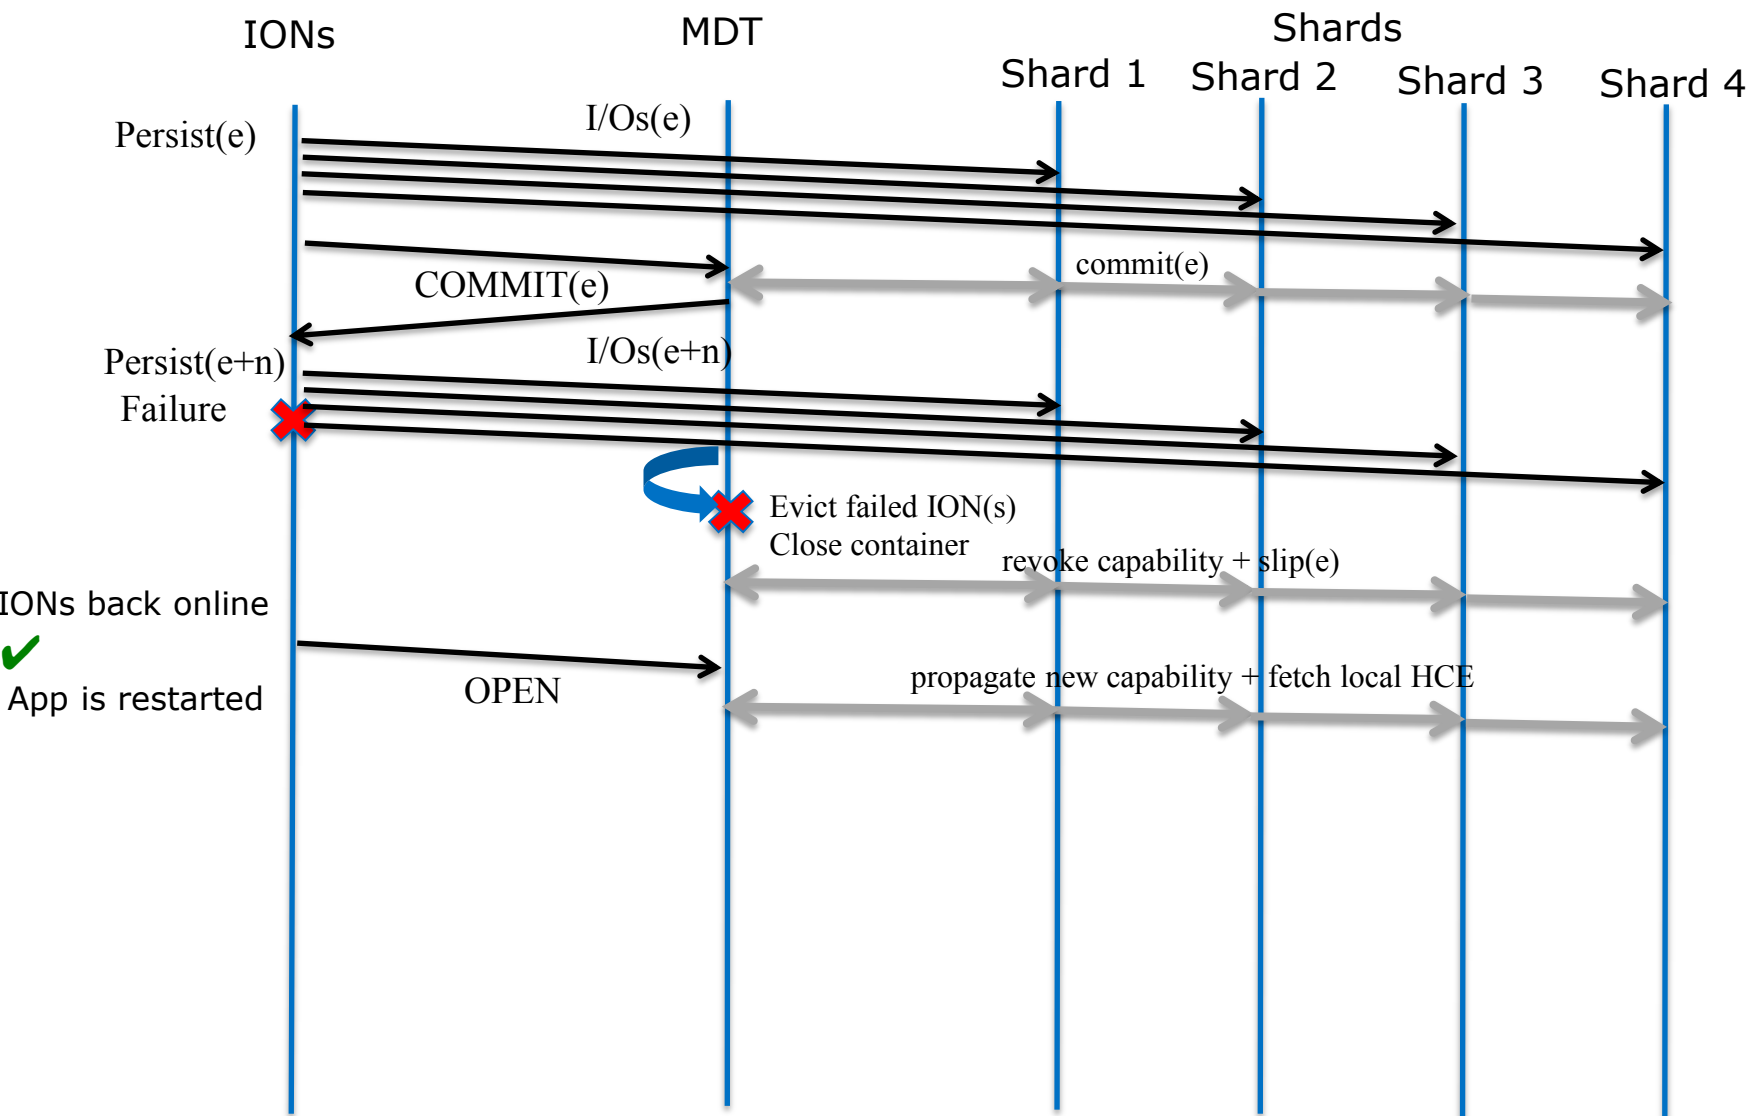 IONs
MDT
Shards
Shard 1
Shard 2
Shard 3
Shard 4
Persist(e)
I/Os(e)
commit(e)
COMMIT(e)
Persist(e+n)
Failure
I/Os(e+n)
Evict failed ION(s)
Close container
revoke capability + slip(e)
IONs back online
App is restarted
OPEN
propagate new capability + fetch local HCE